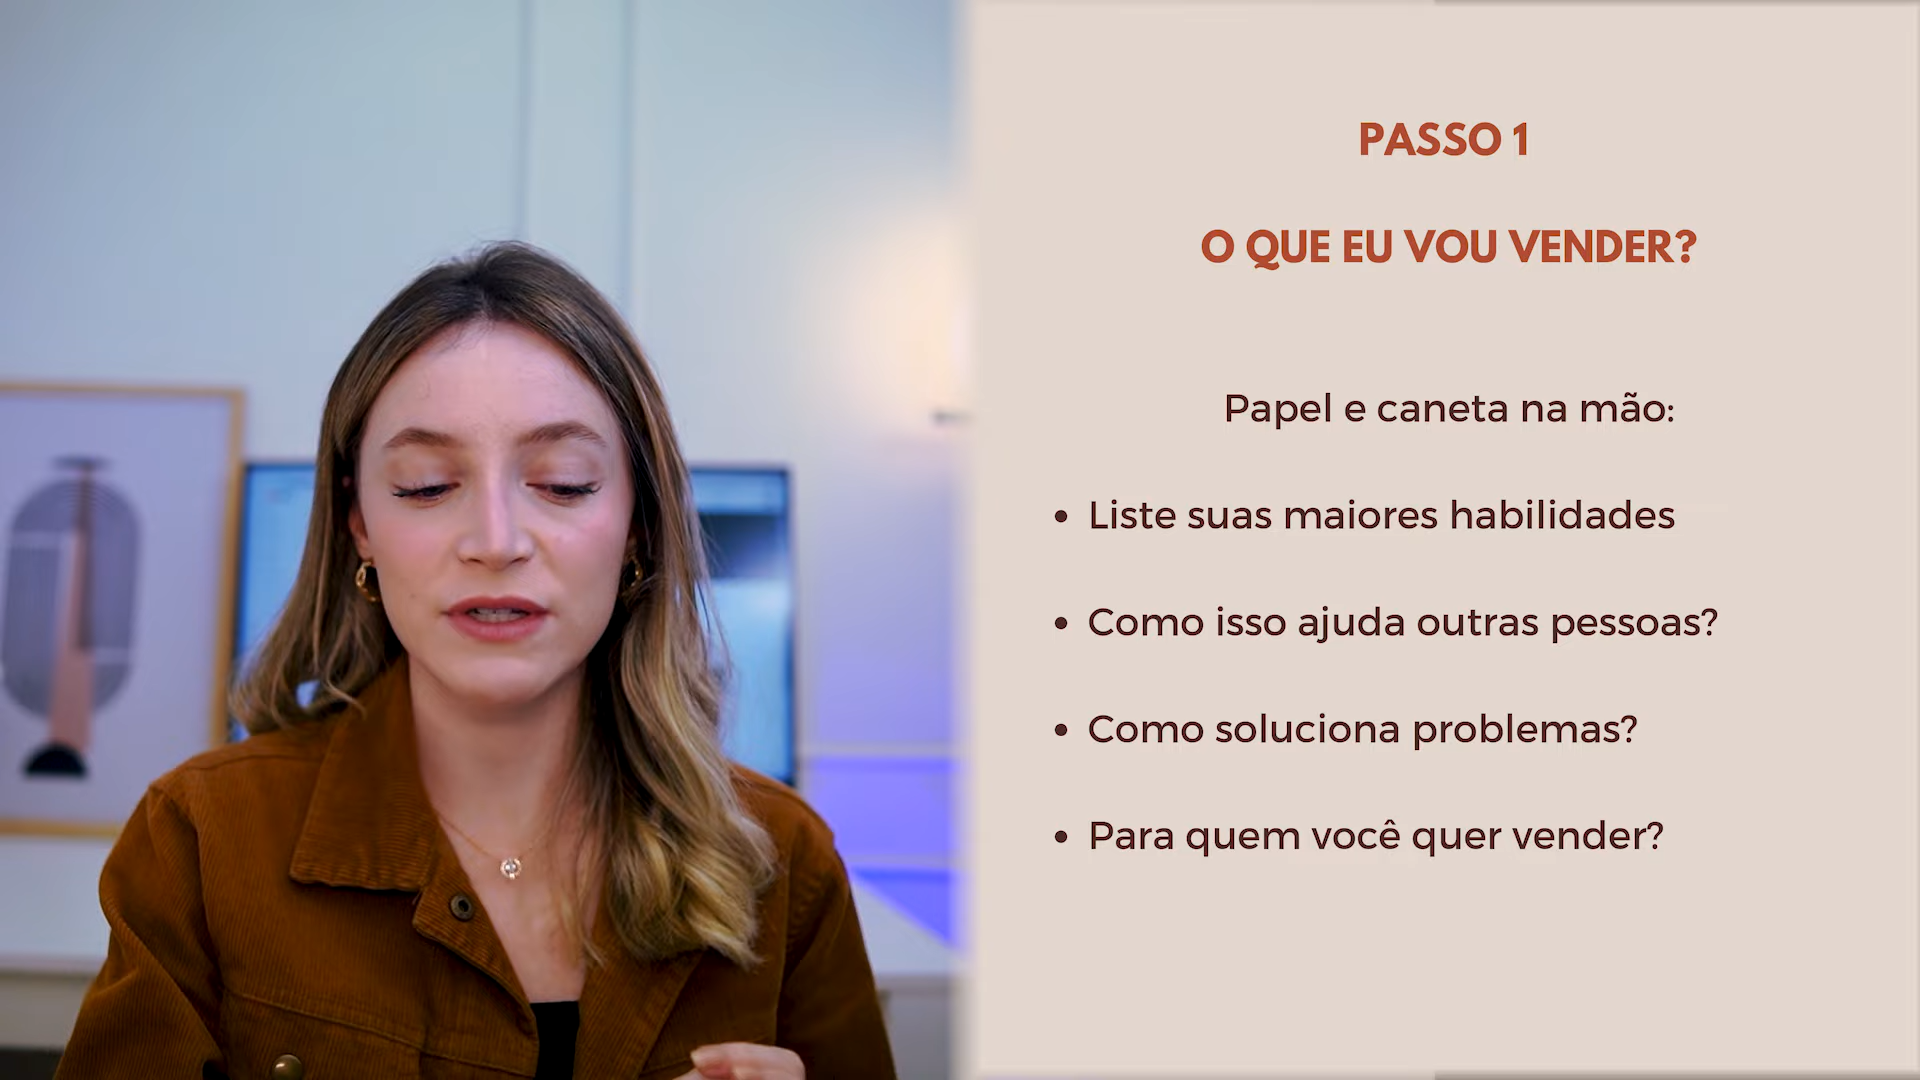 PASSO 1
O QUE EU VOU VENDER?
Papel e caneta na mão:
• Liste suas maiores habilidades
• Como isso ajuda outras pessoas?
• Como soluciona problemas?
• Para quem você quer vender?